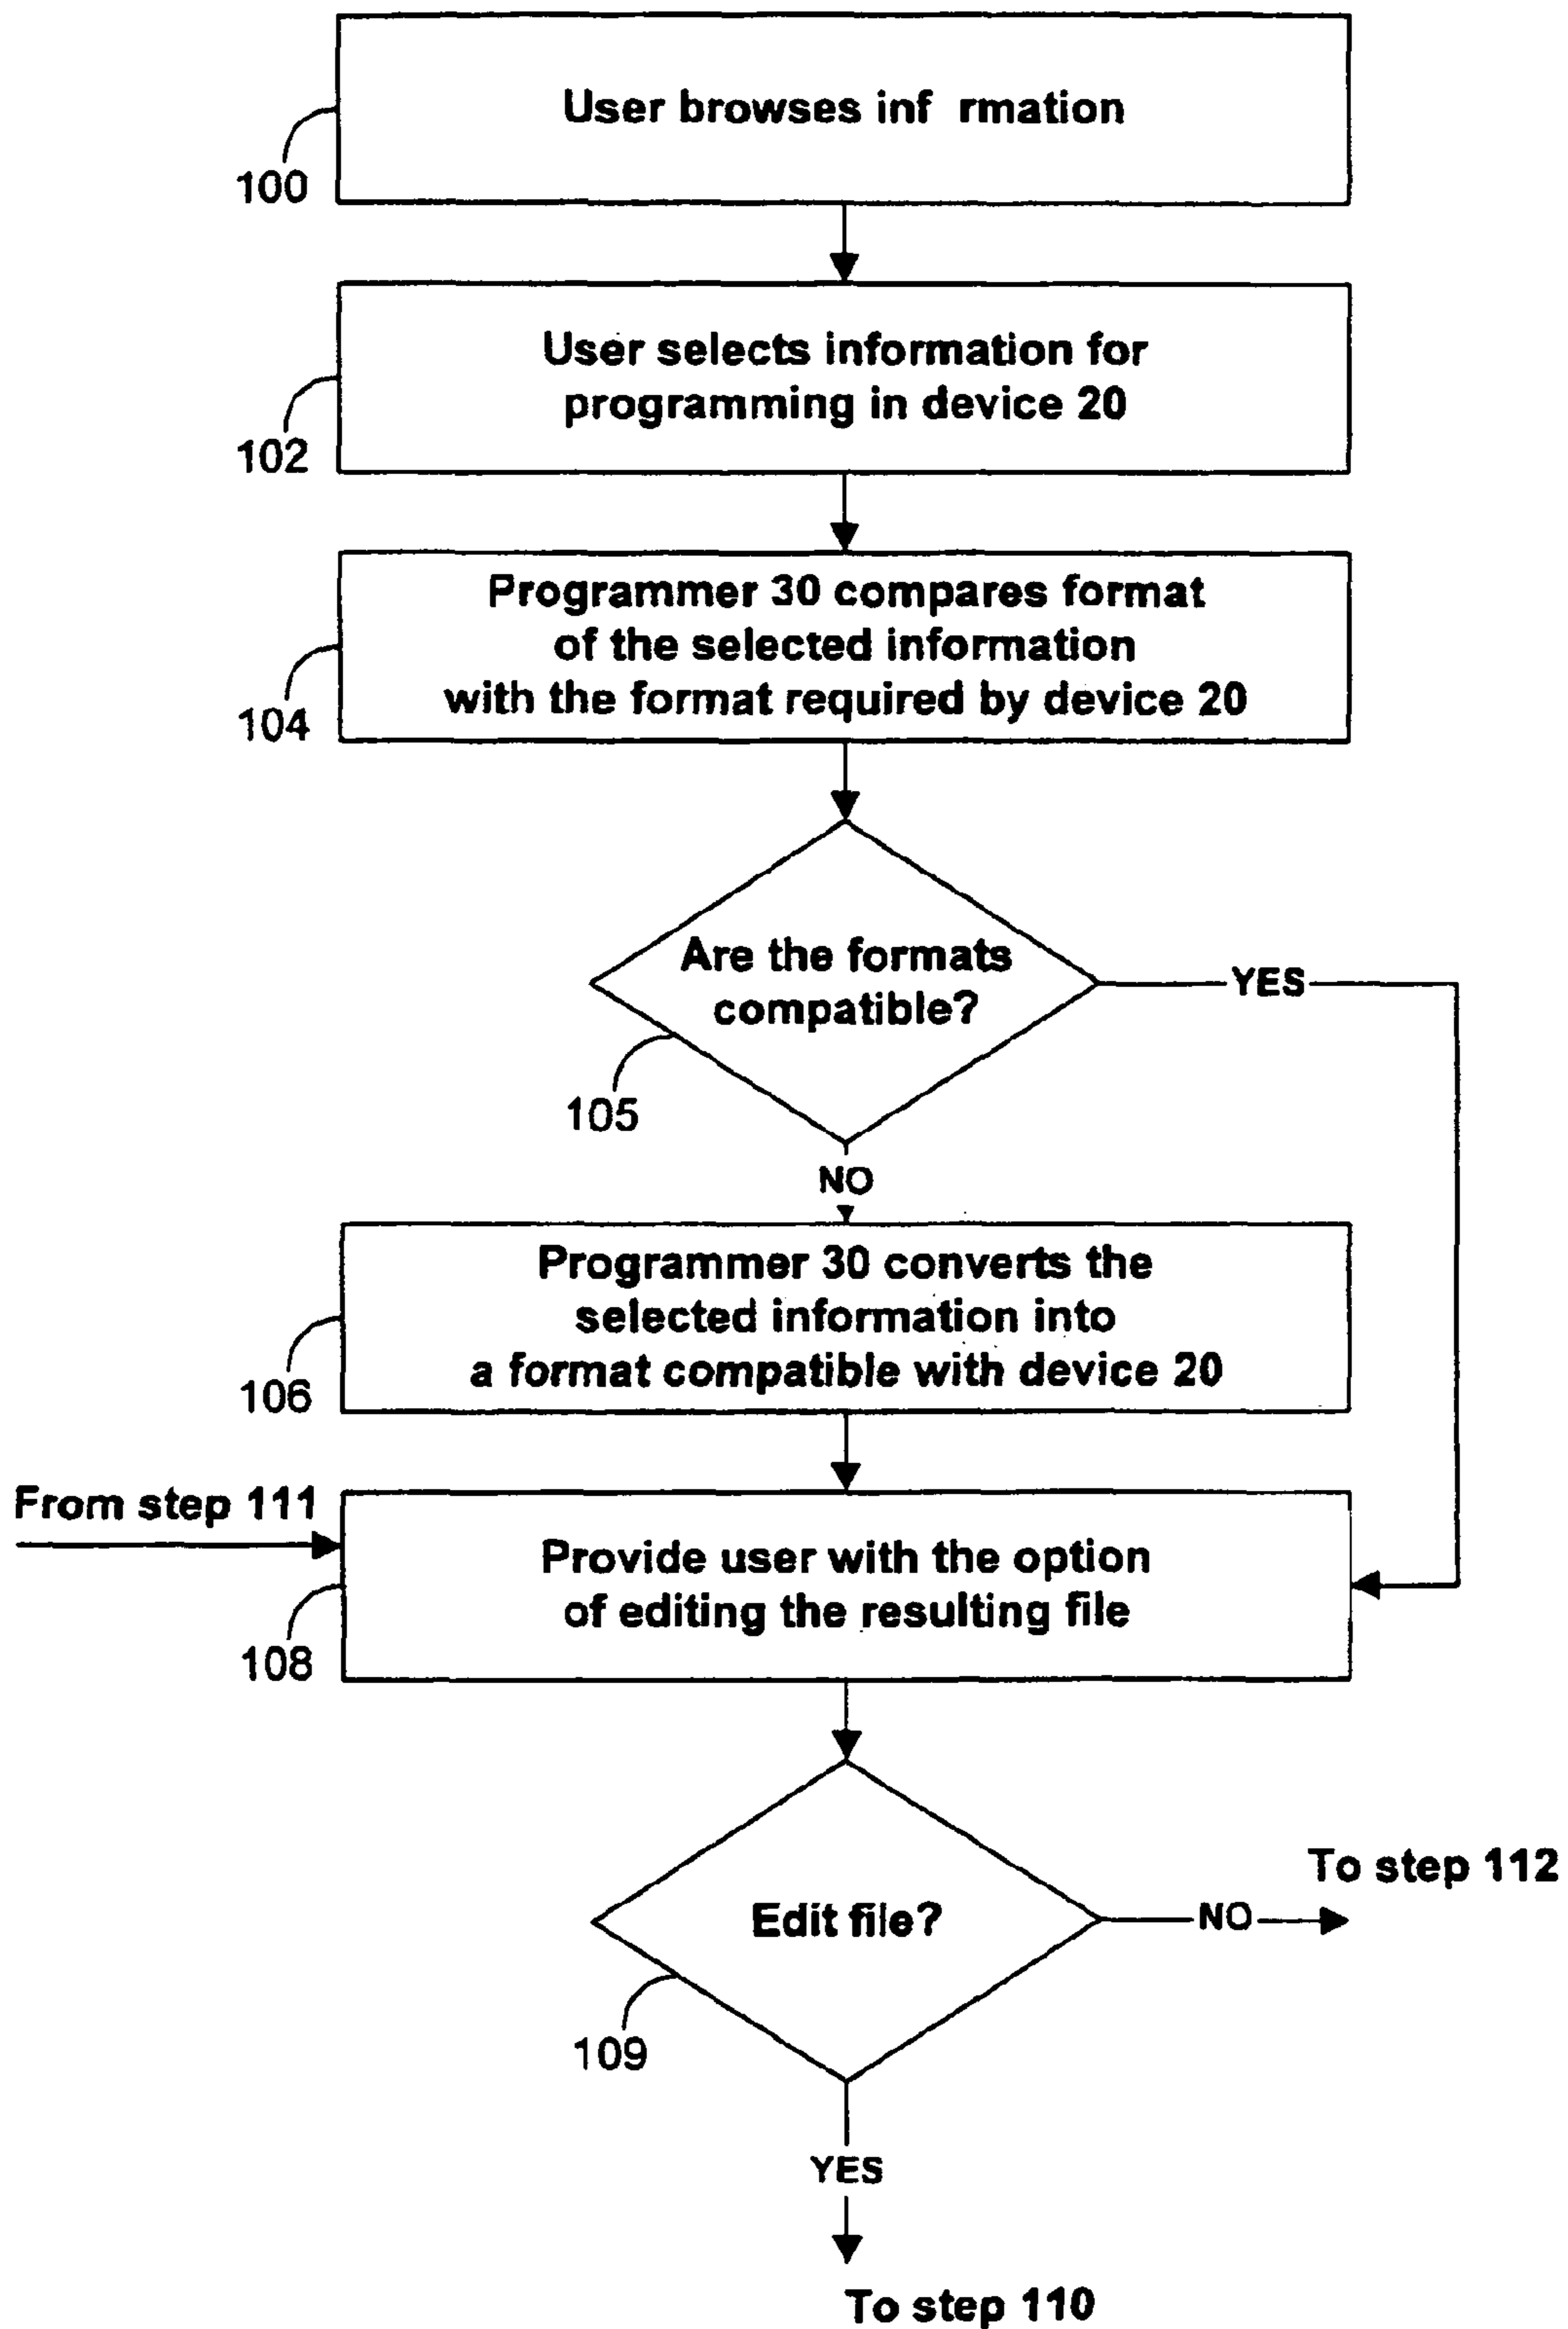 User browses inf rmation
100
User selects information for
programming in device 20
102
Programmer 30 compares format
of the selected information
with the format required by device 20
104
Are the formats
compatible?
YES
105
NO
Programmer 30 converts the
selected information into
a format compatible with device 20
106
From step 111
Provide user with the option
of editing the resulting file
108
To step 112
Edit file?
NO
109
YES
To step 110